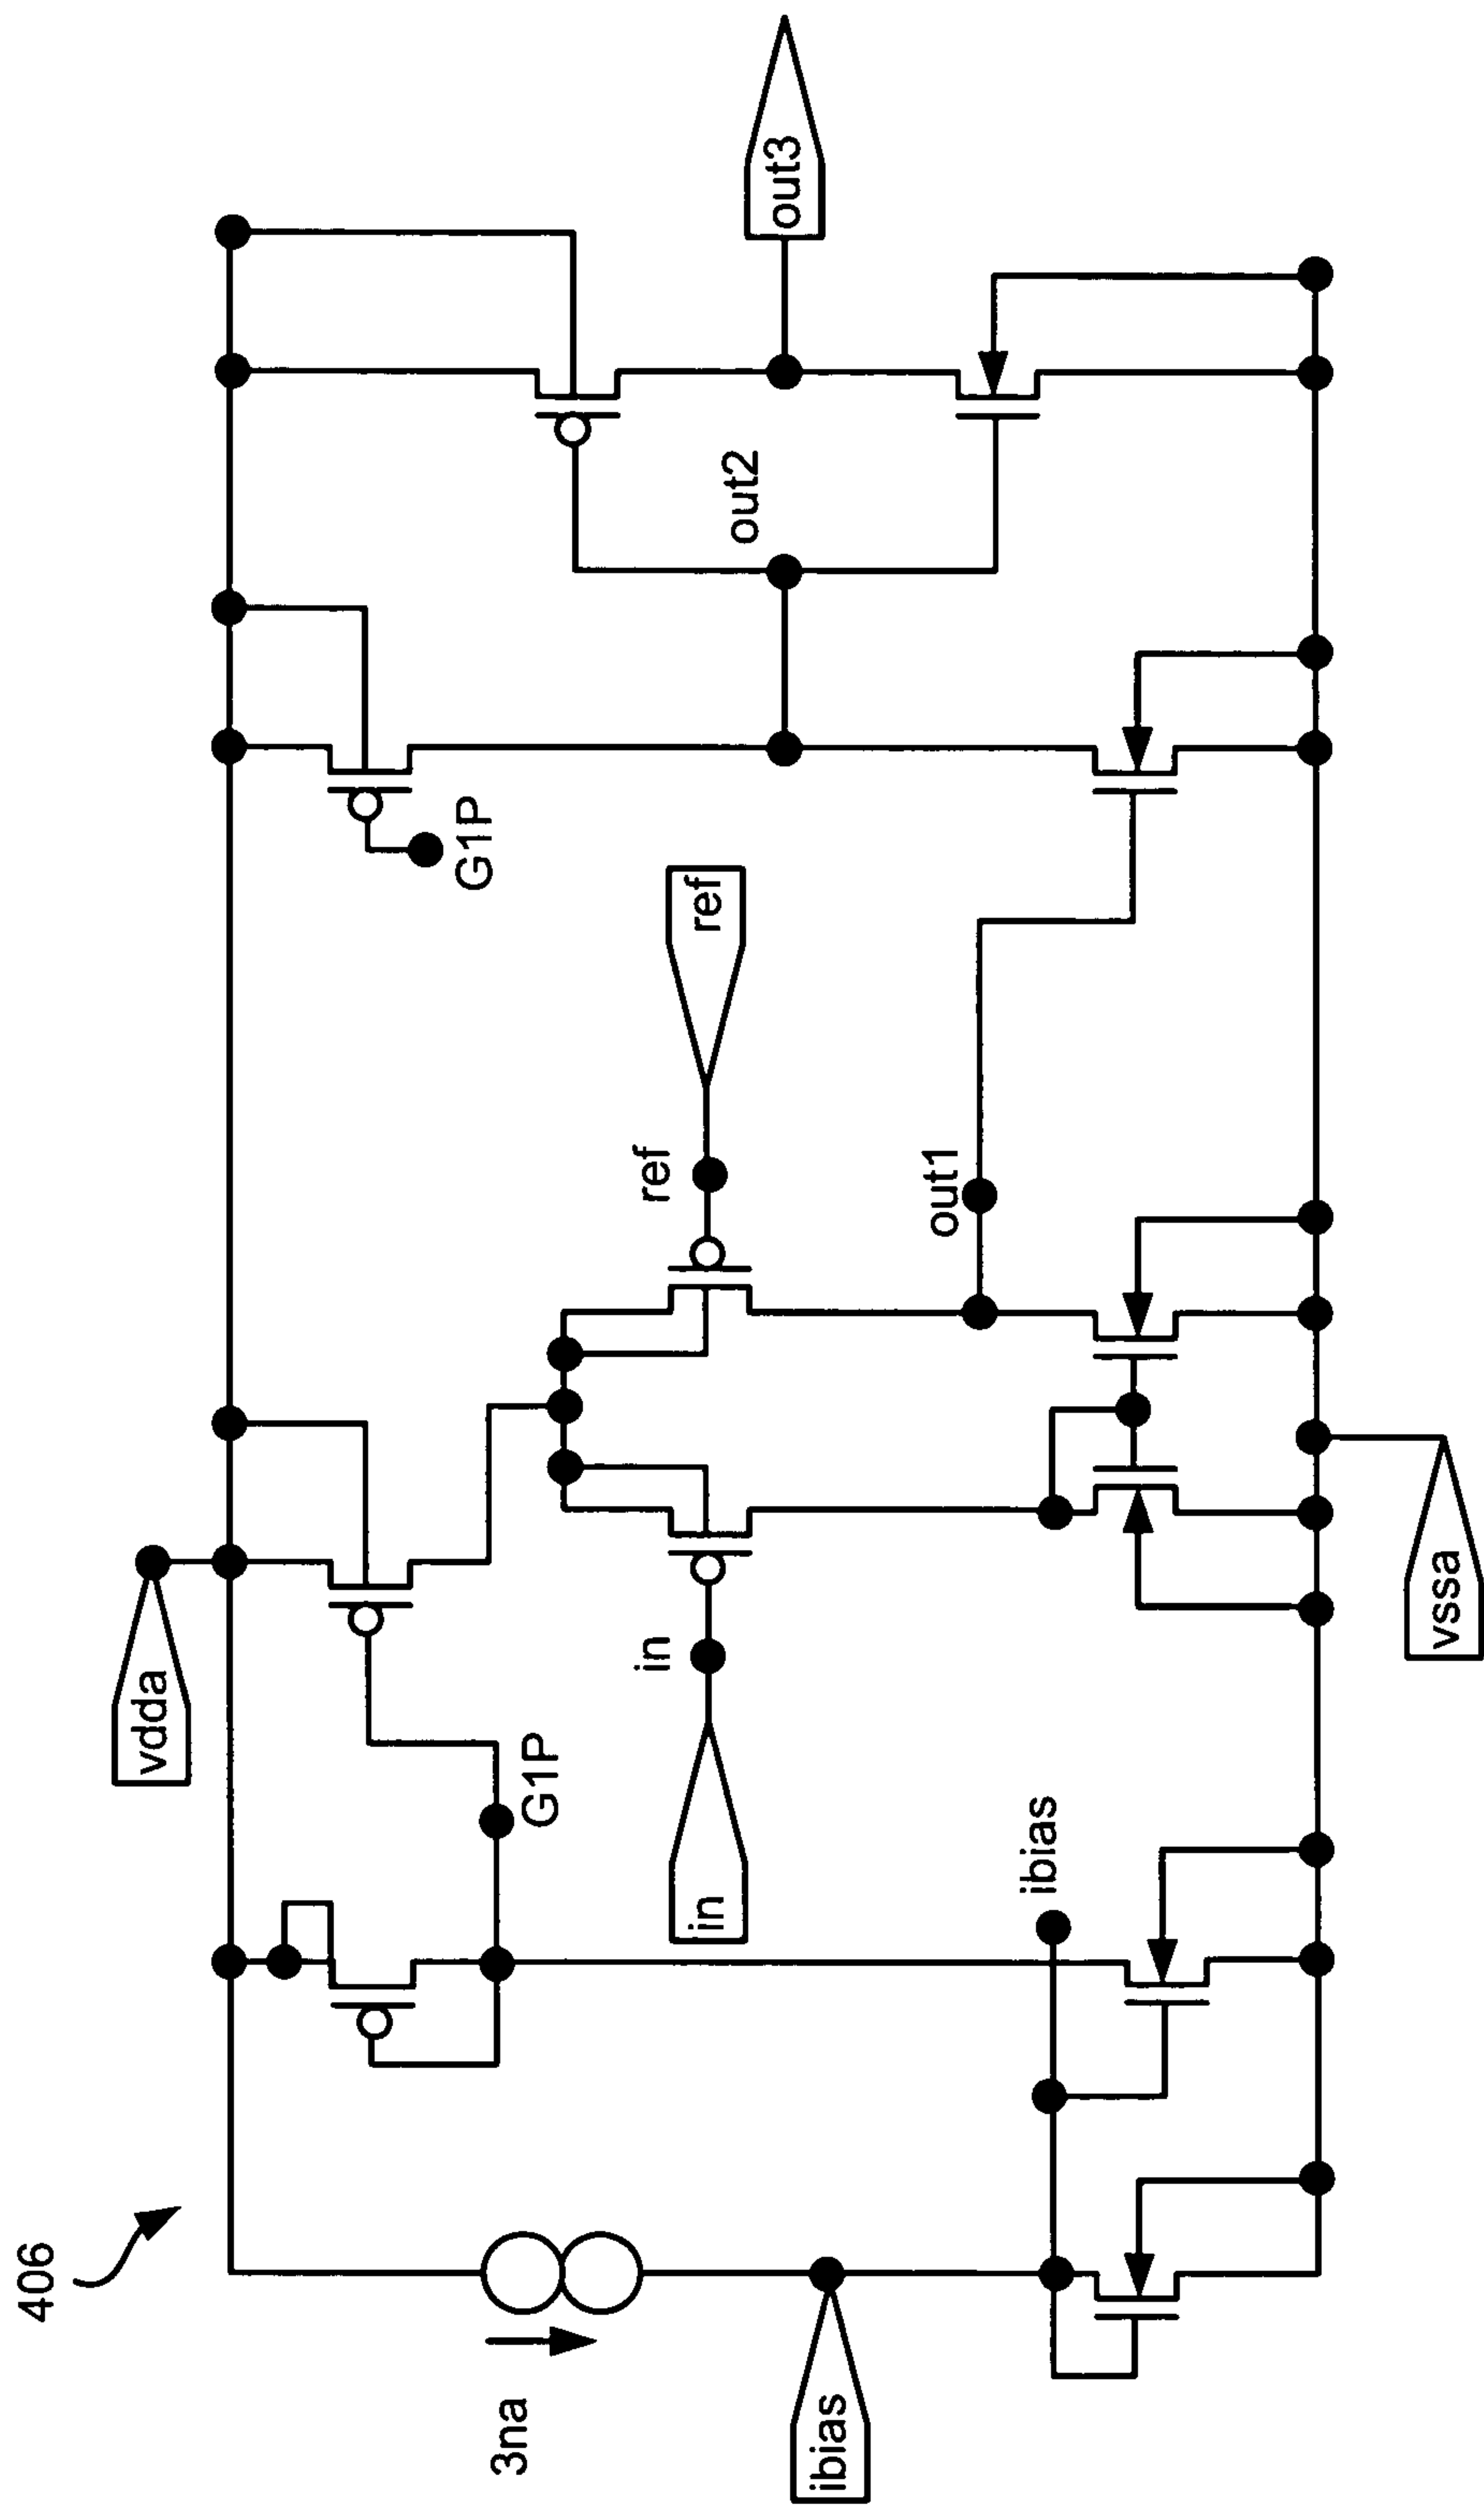 406
3na
ibias
ibias
vdda
G1P
in
in
vssa
ref
ref
out1
G1P
out2
out3